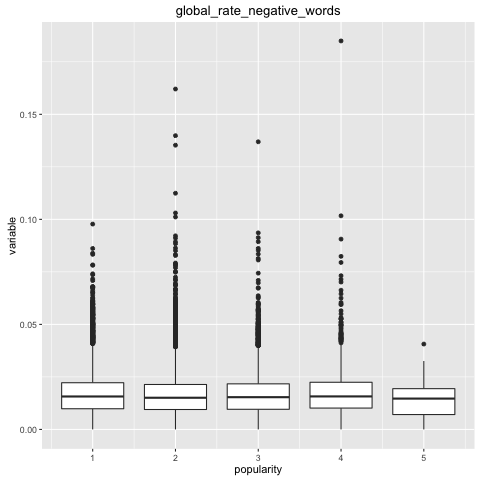 global_rate_negative_words
variable
0.15
0.10
0.05
0.00
1 2 3 4 5
popularity